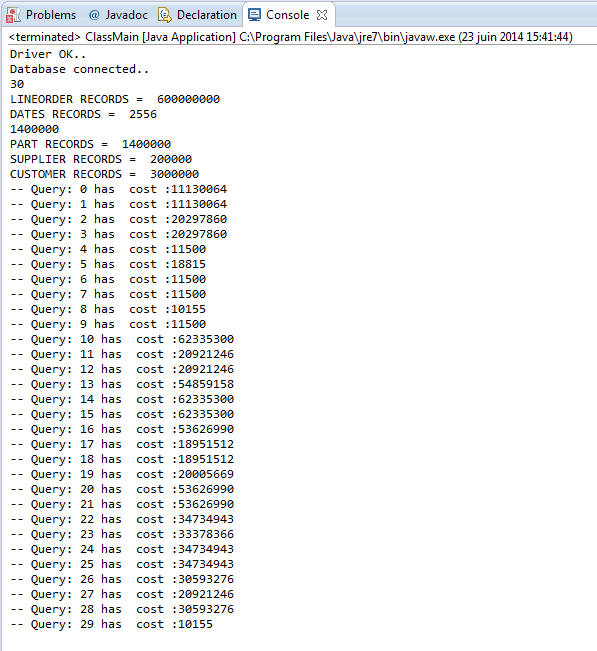 Problems @ Javadoc Declaration Console
<terminated> ClassMain [Java Application] C:\Program Files\Java\jre7\bin\javaw.exe (23 juin 2014 15:41:44)
Driver OK..
Database connected..
30
LINEORDER RECORDS =  600000000
DATES RECORDS =  2556
1400000
PART RECORDS =  1400000
SUPPLIER RECORDS =  200000
CUSTOMER RECORDS =  3000000
-- Query: 0 has  cost :11130064
-- Query: 1 has  cost :11130064
-- Query: 2 has  cost :20297860
-- Query: 3 has  cost :20297860
-- Query: 4 has  cost :11500
-- Query: 5 has  cost :18815
-- Query: 6 has  cost :11500
-- Query: 7 has  cost :11500
-- Query: 8 has  cost :10155
-- Query: 9 has  cost :11500
-- Query: 10 has  cost :62335300
-- Query: 11 has  cost :20921246
-- Query: 12 has  cost :20921246
-- Query: 13 has  cost :54859158
-- Query: 14 has  cost :62335300
-- Query: 15 has  cost :62335300
-- Query: 16 has  cost :53626990
-- Query: 17 has  cost :18951512
-- Query: 18 has  cost :18951512
-- Query: 19 has  cost :20005669
-- Query: 20 has  cost :53626990
-- Query: 21 has  cost :53626990
-- Query: 22 has  cost :34734943
-- Query: 23 has  cost :33378366
-- Query: 24 has  cost :34734943
-- Query: 25 has  cost :34734943
-- Query: 26 has  cost :30593276
-- Query: 27 has  cost :20921246
-- Query: 28 has  cost :30593276
-- Query: 29 has  cost :10155